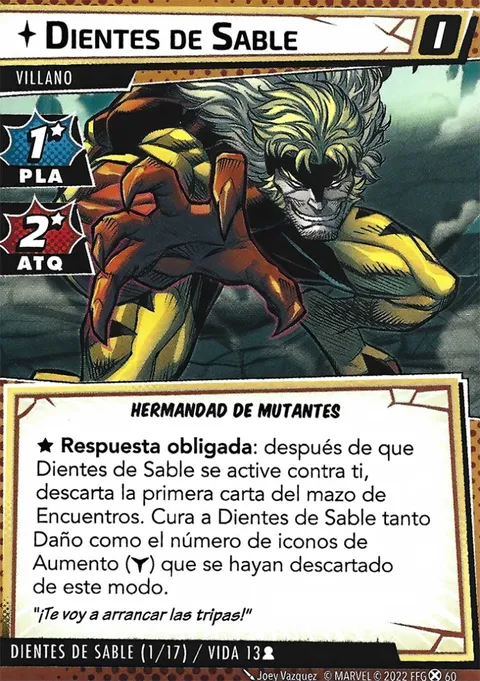 DIENTES DE SABLE
I
VILLANO
1★
PLA
2★
ATQ
HERMANDAD DE MUTANTES
★ Respuesta obligada: después de que
Dientes de Sable se active contra ti,
descarta la primera carta del mazo de
Encuentros. Cura a Dientes de Sable tanto
Daño como el número de iconos de
Aumento () que se hayan descartado
de este modo.
"¡Te voy a arrancar las tripas!"
DIENTES DE SABLE (1/17) / VIDA 13
Joey Vazquez © MARVEL © 2022 FFG 60